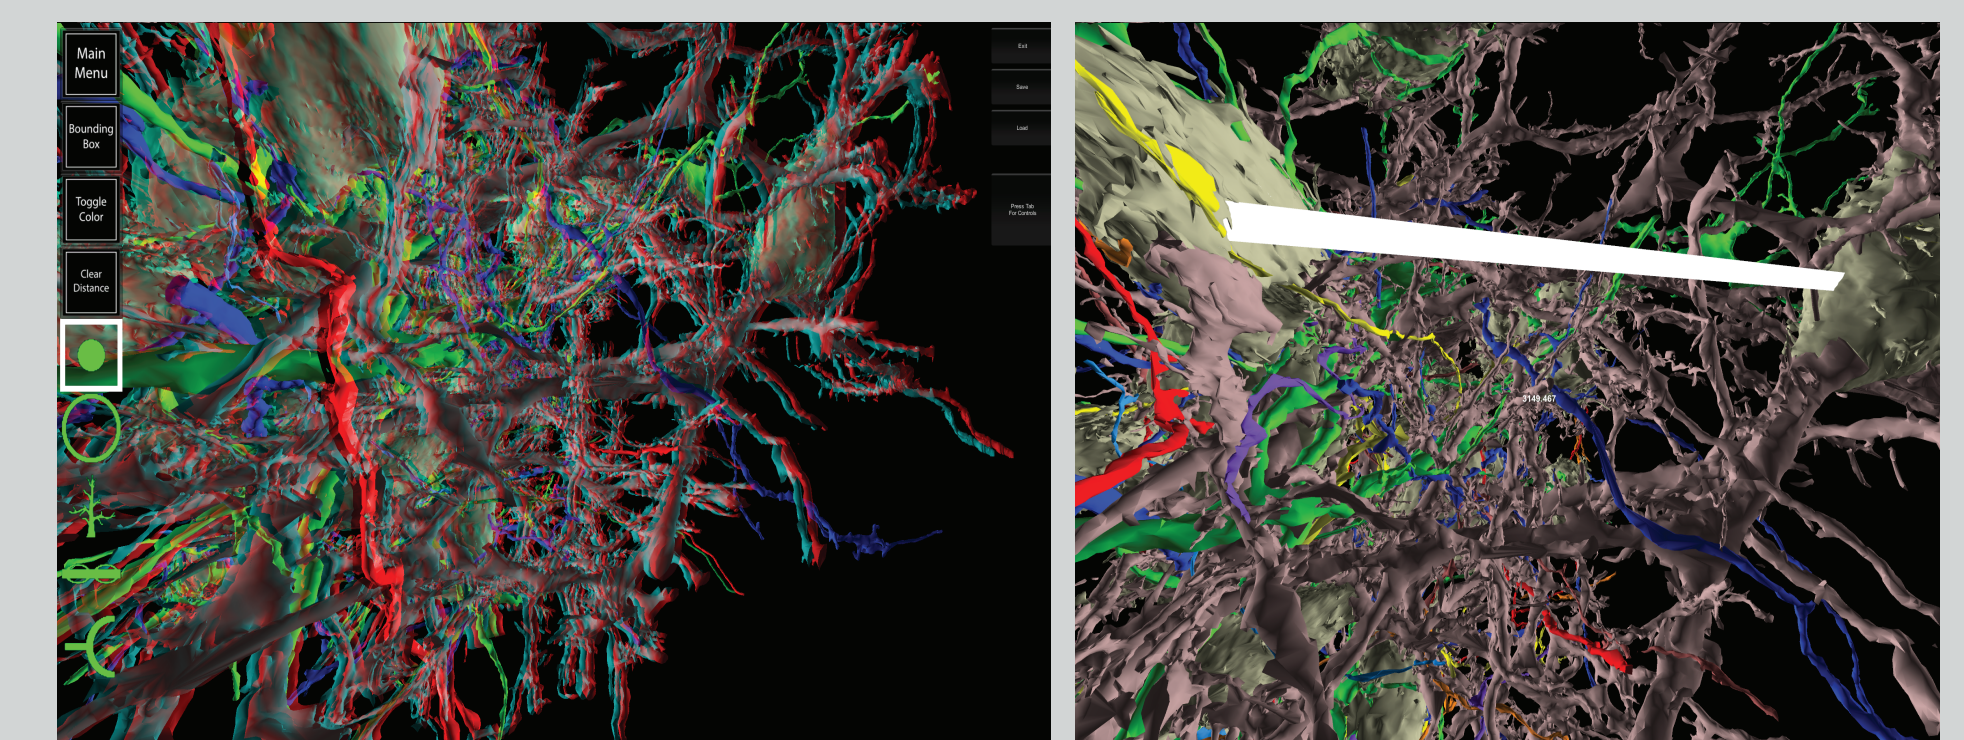 Main
Menu
Bounding
Box
Toggle
Color
Clear
Distance
Exit
Save
Load
Press Tab
For Controls
3149.467